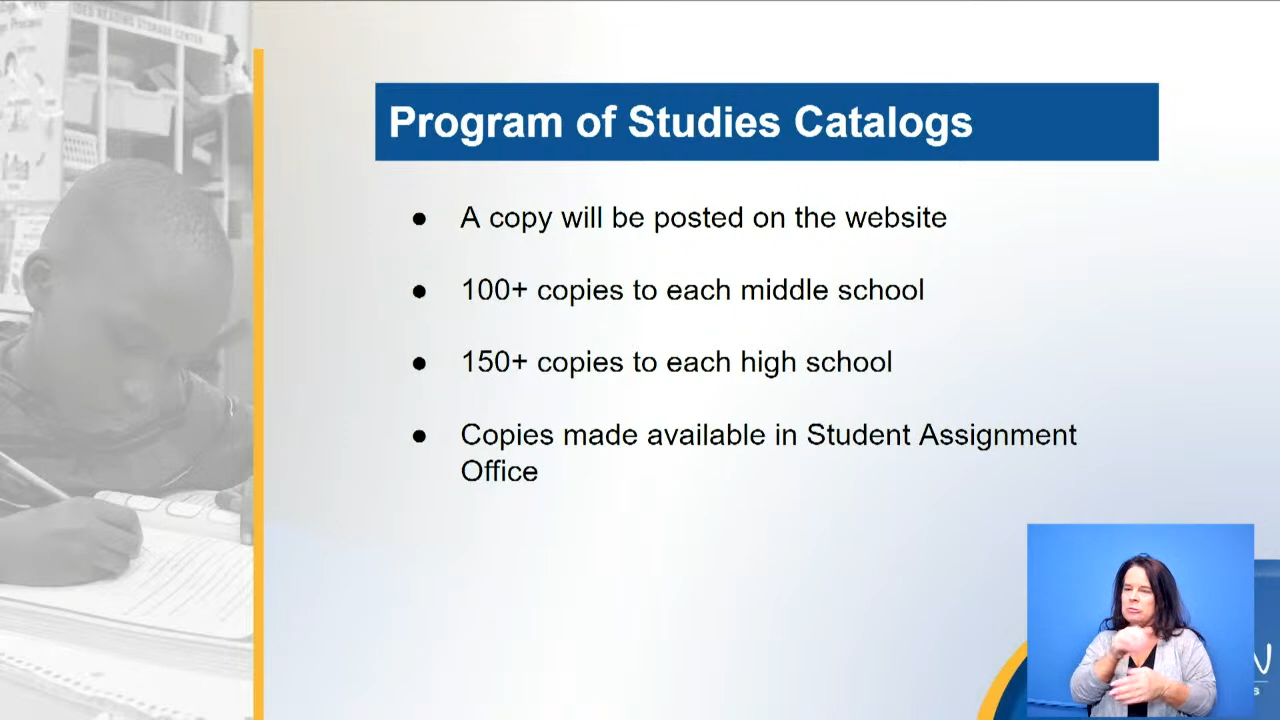 Program of Studies Catalogs
● A copy will be posted on the website
● 100+ copies to each middle school
● 150+ copies to each high school
● Copies made available in Student Assignment
Office